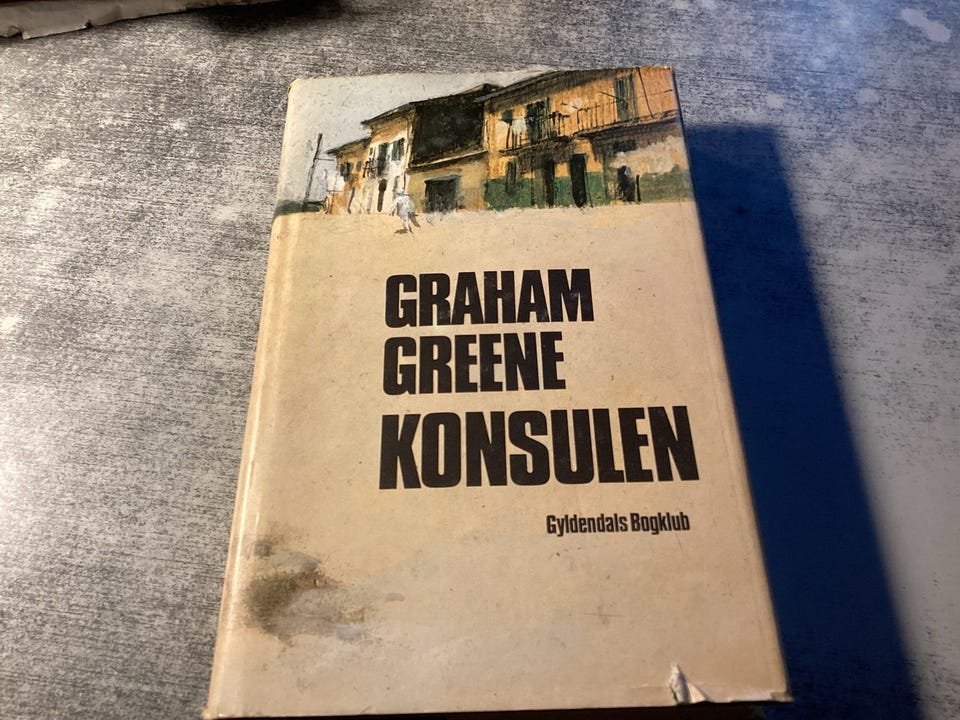 GRAHAM
GREENE
KONSULEN
Gyldendals Bogklub